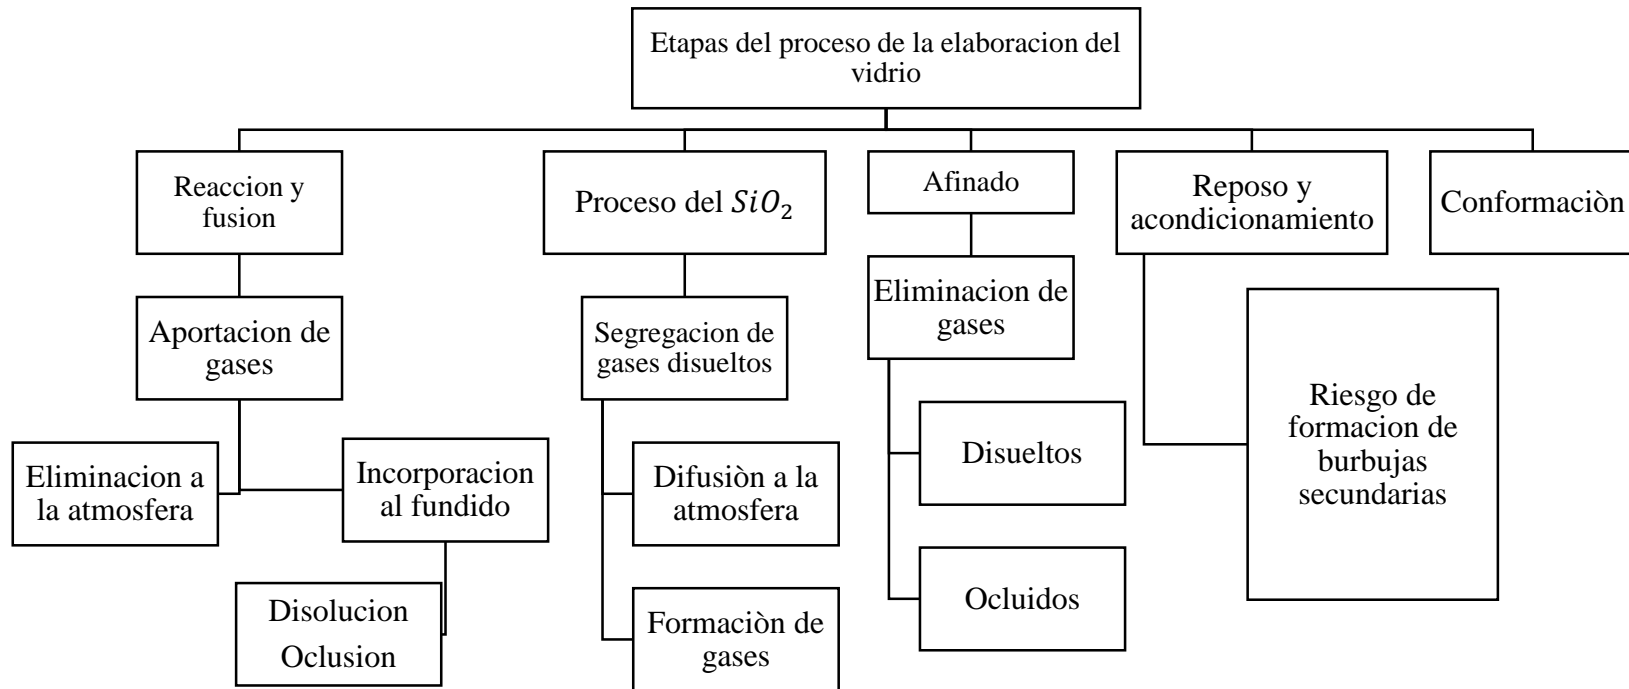 Etapas del proceso de la elaboracion del
vidrio
Reaccion y
fusion
Proceso del SiO₂
Afinado
Reposo y
acondicionamiento
Conformaciòn
Aportacion de
gases
Segregacion de
gases disueltos
Eliminacion de
gases
Riesgo de
formacion de
burbujas
secundarias
Eliminacion a
la atmosfera
Incorporacion
al fundido
Difusiòn a la
atmosfera
Disueltos
Disolucion
Oclusion
Formaciòn de
gases
Ocluidos